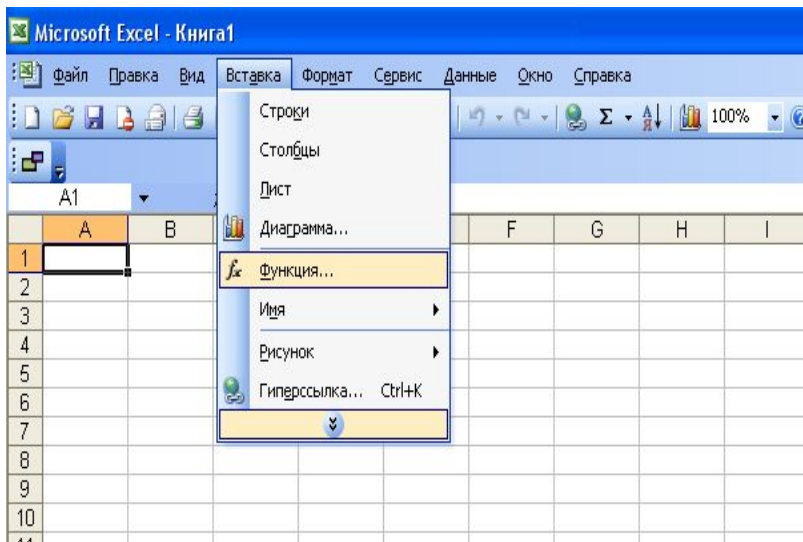 Microsoft Excel - Книга1
Файл Правка Вид Вставка Формат Сервис Данные Окно Справка
Σ А Я 100%
A1
Строки
Столбцы
Лист
Диаграмма...
fx Функция...
Имя
Рисунок
Гиперссылка... Ctrl+K
A B F G H I
1
2
3
4
5
6
7
8
9
10